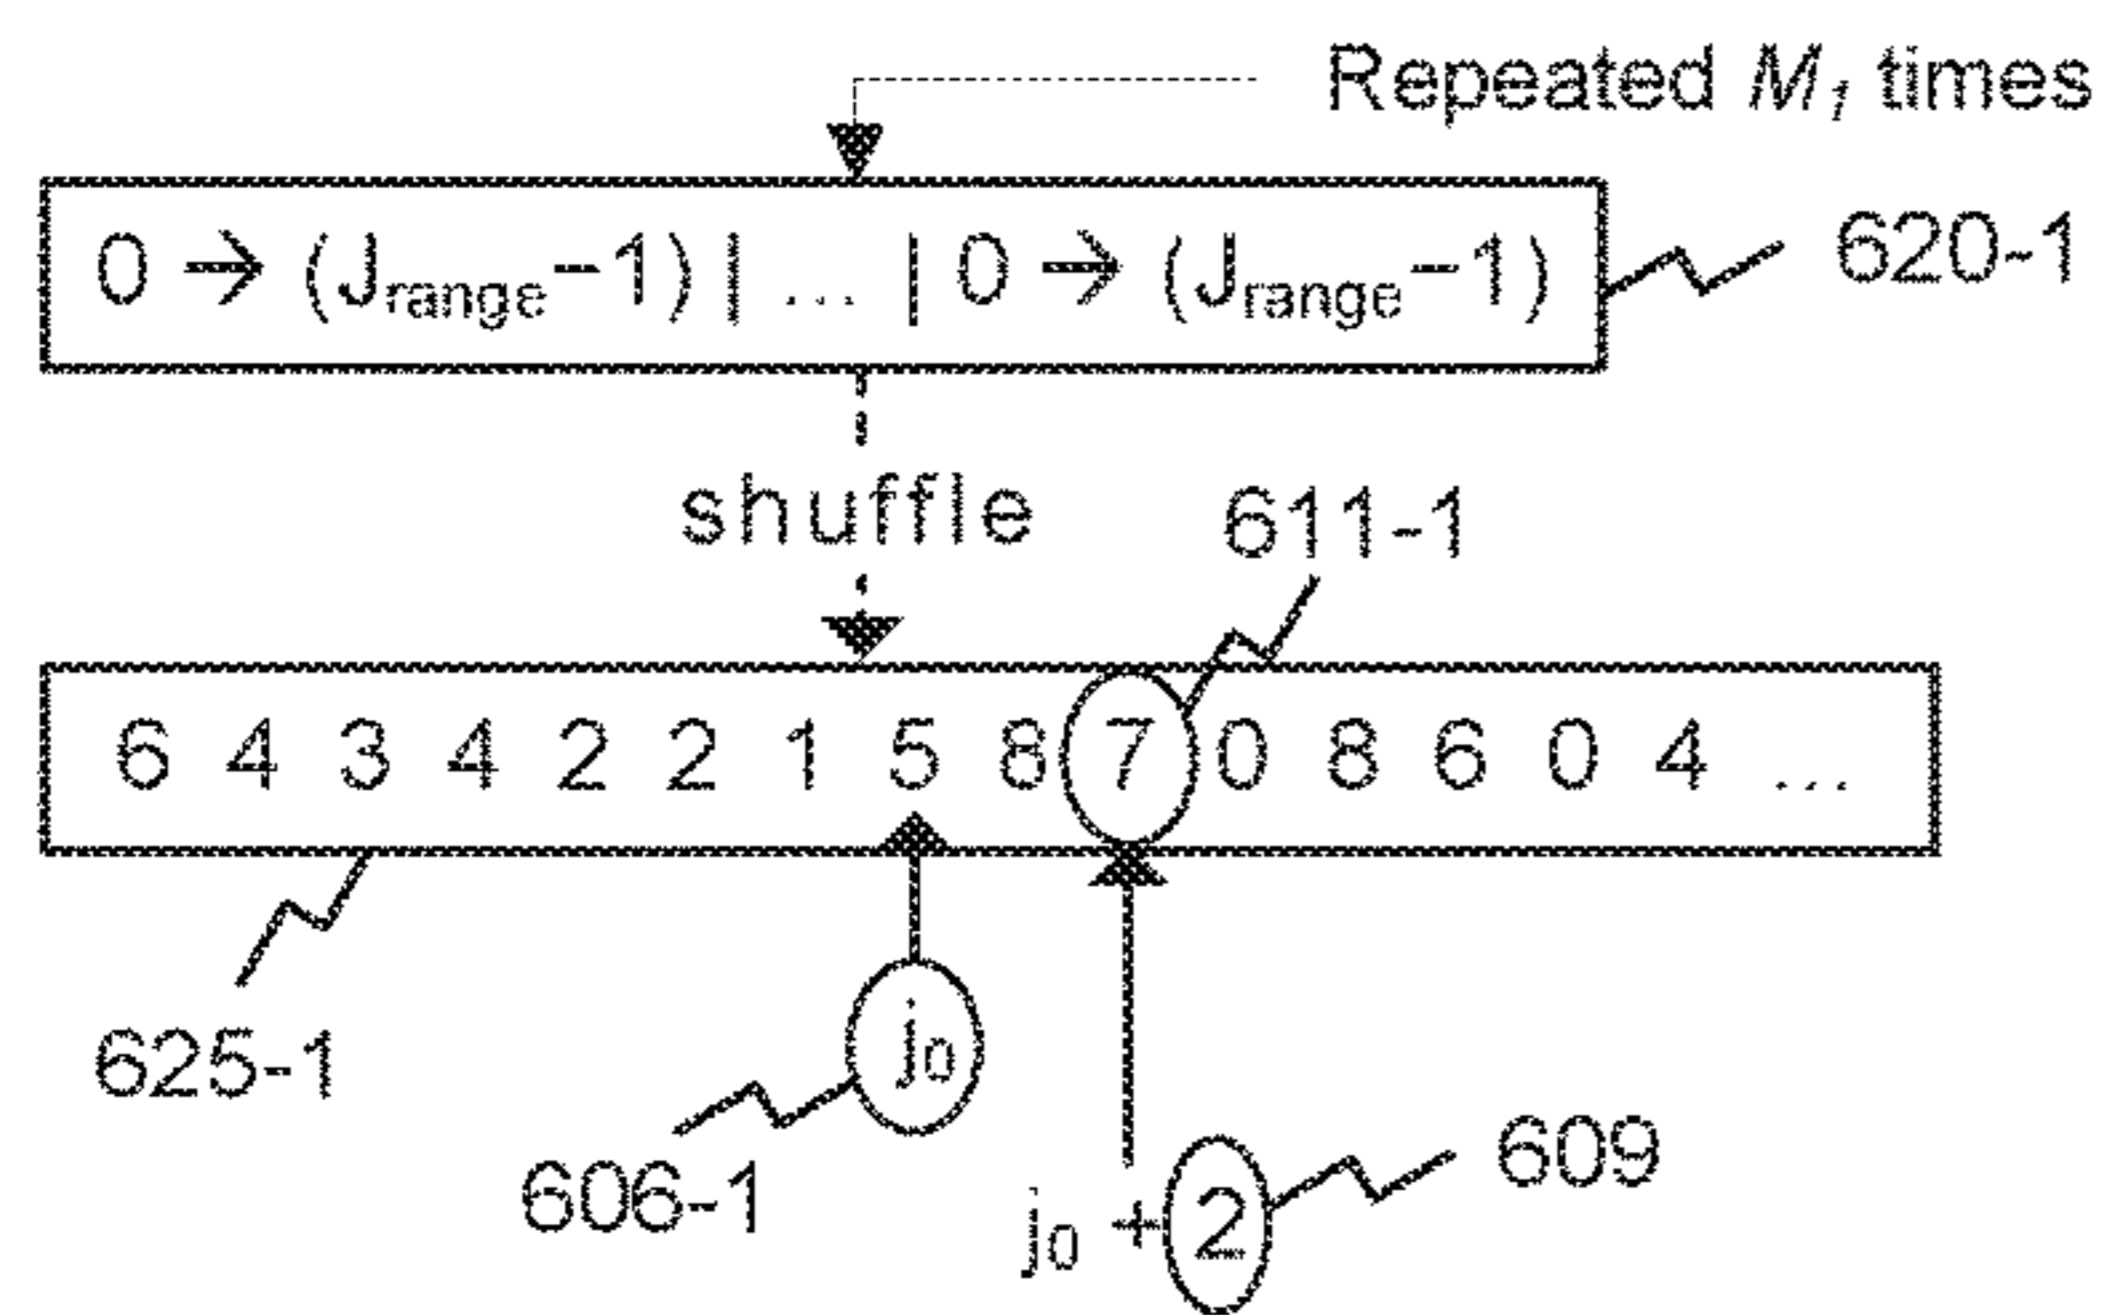 Repeated M₁ times
0 → (Jrange−1) | ... | 0 → (Jrange−1)
620-1
shuffle
611-1
6 4 3 4 2 2 1 5 8 7 0 8 6 0 4 ...
625-1
j₀
606-1
j₀ + 2
609